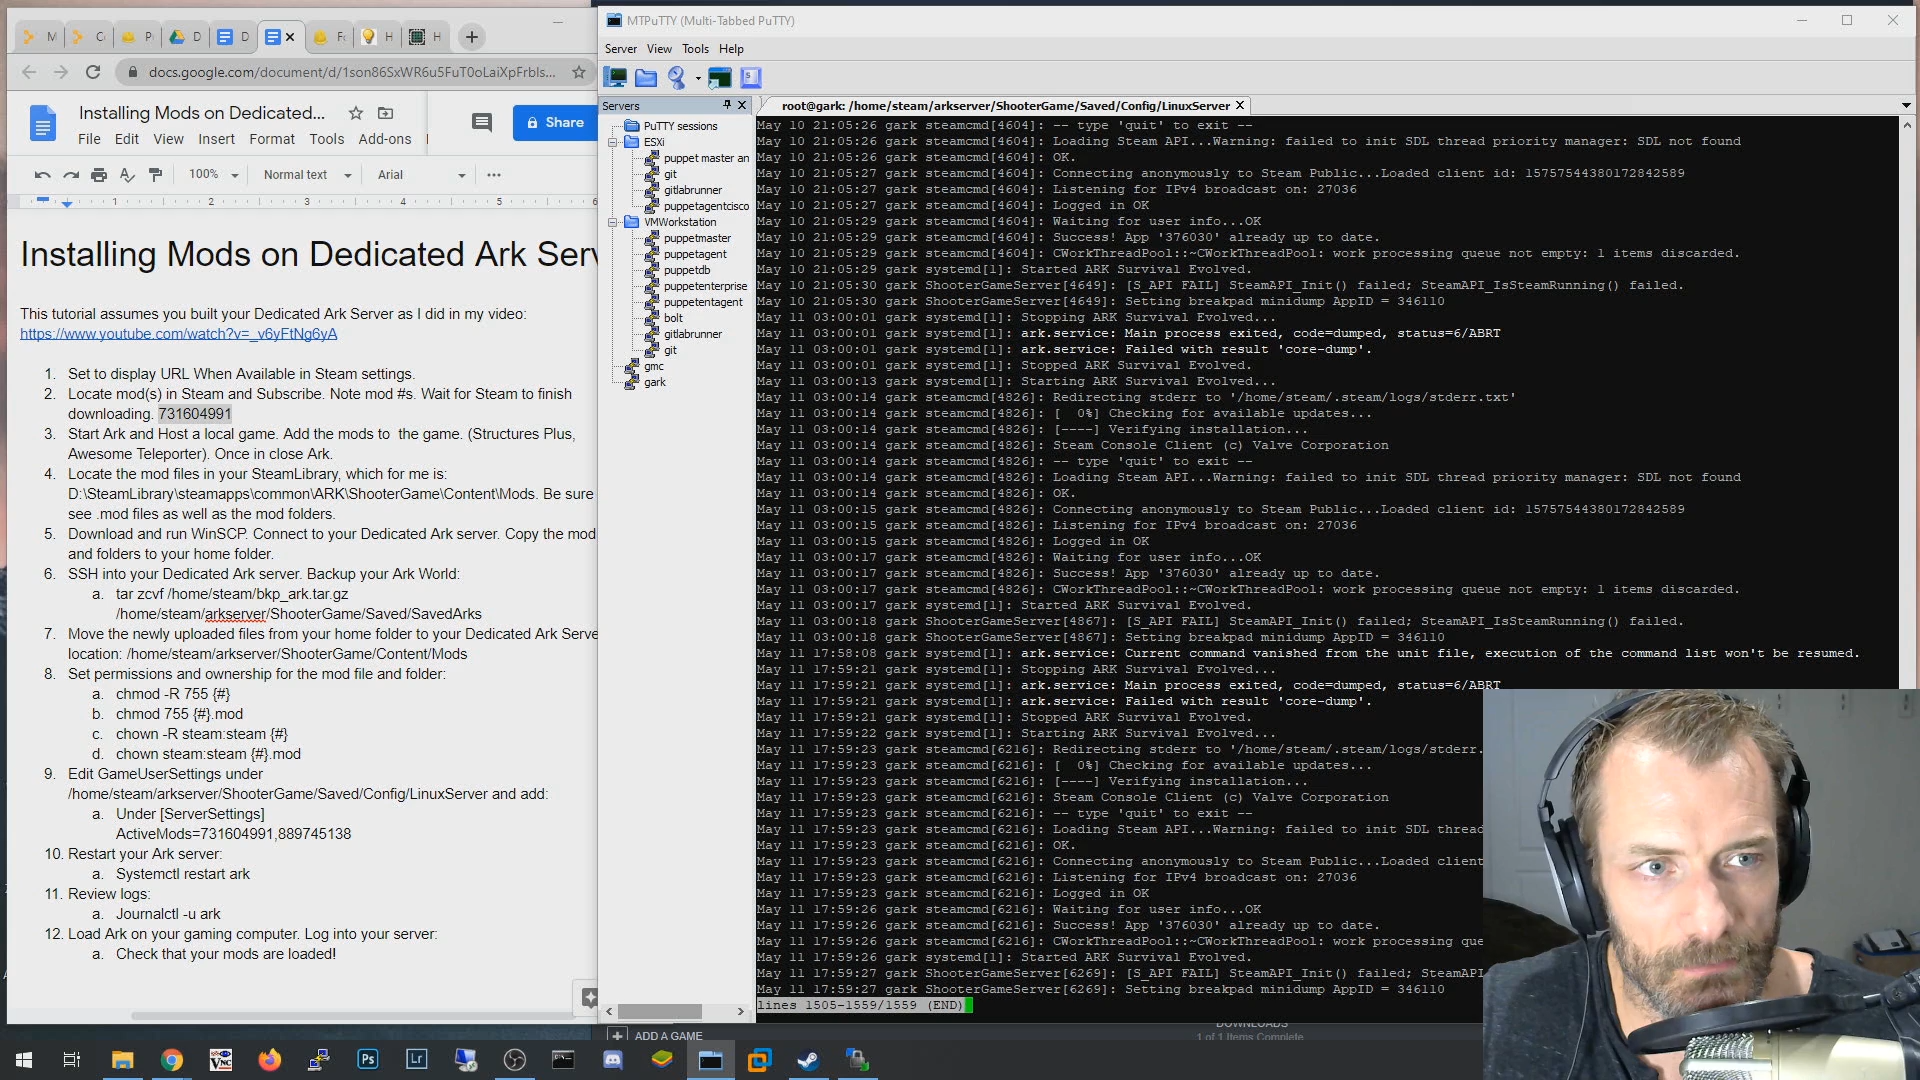 MTPuTTY (Multi-Tabbed PuTTY)
Server View Tools Help
docs.google.com/document/d/1son86SxWR6u5FuT0oLaiXpFrbls...
Installing Mods on Dedicated...
File Edit View Insert Format Tools Add-ons
Share
100% Normal text Arial
1 2 3 4 5
Installing Mods on Dedicated Ark Serv
This tutorial assumes you built your Dedicated Ark Server as I did in my video:
https://www.youtube.com/watch?v=_v6yFtNg6yA
1. Set to display URL When Available in Steam settings.
2. Locate mod(s) in Steam and Subscribe. Note mod #s. Wait for Steam to finish
downloading. 731604991
3. Start Ark and Host a local game. Add the mods to the game. (Structures Plus,
Awesome Teleporter). Once in close Ark.
4. Locate the mod files in your SteamLibrary, which for me is:
D:\SteamLibrary\steamapps\common\ARK\ShooterGame\Content\Mods. Be sure
see .mod files as well as the mod folders.
5. Download and run WinSCP. Connect to your Dedicated Ark server. Copy the mod
and folders to your home folder.
6. SSH into your Dedicated Ark server. Backup your Ark World:
a. tar zcvf /home/steam/bkp_ark.tar.gz
/home/steam/arkserver/ShooterGame/Saved/SavedArks
7. Move the newly uploaded files from your home folder to your Dedicated Ark Serve
location: /home/steam/arkserver/ShooterGame/Content/Mods
8. Set permissions and ownership for the mod file and folder:
a. chmod -R 755 {#}
b. chmod 755 {#}.mod
c. chown -R steam:steam {#}
d. chown steam:steam {#}.mod
9. Edit GameUserSettings under
/home/steam/arkserver/ShooterGame/Saved/Config/LinuxServer and add:
a. Under [ServerSettings]
ActiveMods=731604991,889745138
10. Restart your Ark server:
a. Systemctl restart ark
11. Review logs:
a. Journalctl -u ark
12. Load Ark on your gaming computer. Log into your server:
a. Check that your mods are loaded!
Servers
PuTTY sessions
ESXi
puppet master an
git
gitlabrunner
puppetagentcisco
VMWorkstation
puppetmaster
puppetagent
puppetdb
puppetenterprise
puppetentagent
bolt
gitlabrunner
git
gmc
gark
root@gark: /home/steam/arkserver/ShooterGame/Saved/Config/LinuxServer
May 10 21:05:26 gark steamcmd[4604]: -- type 'quit' to exit --
May 10 21:05:26 gark steamcmd[4604]: Loading Steam API...Warning: failed to init SDL thread priority manager: SDL not found
May 10 21:05:26 gark steamcmd[4604]: OK.
May 10 21:05:27 gark steamcmd[4604]: Connecting anonymously to Steam Public...Loaded client id: 15757544380172842589
May 10 21:05:27 gark steamcmd[4604]: Listening for IPv4 broadcast on: 27036
May 10 21:05:27 gark steamcmd[4604]: Logged in OK
May 10 21:05:29 gark steamcmd[4604]: Waiting for user info...OK
May 10 21:05:29 gark steamcmd[4604]: Success! App '376030' already up to date.
May 10 21:05:29 gark steamcmd[4604]: CWorkThreadPool::~CWorkThreadPool: work processing queue not empty: 1 items discarded.
May 10 21:05:29 gark systemd[1]: Started ARK Survival Evolved.
May 10 21:05:30 gark ShooterGameServer[4649]: [S_API FAIL] SteamAPI_Init() failed; SteamAPI_IsSteamRunning() failed.
May 10 21:05:30 gark ShooterGameServer[4649]: Setting breakpad minidump AppID = 346110
May 11 03:00:01 gark systemd[1]: Stopping ARK Survival Evolved...
May 11 03:00:01 gark systemd[1]: ark.service: Main process exited, code=dumped, status=6/ABRT
May 11 03:00:01 gark systemd[1]: ark.service: Failed with result 'core-dump'.
May 11 03:00:01 gark systemd[1]: Stopped ARK Survival Evolved.
May 11 03:00:13 gark systemd[1]: Starting ARK Survival Evolved...
May 11 03:00:14 gark steamcmd[4826]: Redirecting stderr to '/home/steam/.steam/logs/stderr.txt'
May 11 03:00:14 gark steamcmd[4826]: [ 0%] Checking for available updates...
May 11 03:00:14 gark steamcmd[4826]: [----] Verifying installation...
May 11 03:00:14 gark steamcmd[4826]: Steam Console Client (c) Valve Corporation
May 11 03:00:14 gark steamcmd[4826]: -- type 'quit' to exit --
May 11 03:00:14 gark steamcmd[4826]: Loading Steam API...Warning: failed to init SDL thread priority manager: SDL not found
May 11 03:00:14 gark steamcmd[4826]: OK.
May 11 03:00:14 gark steamcmd[4826]: Connecting anonymously to Steam Public...Loaded client id: 15757544380172842589
May 11 03:00:15 gark steamcmd[4826]: Listening for IPv4 broadcast on: 27036
May 11 03:00:15 gark steamcmd[4826]: Logged in OK
May 11 03:00:17 gark steamcmd[4826]: Waiting for user info...OK
May 11 03:00:17 gark steamcmd[4826]: Success! App '376030' already up to date.
May 11 03:00:17 gark steamcmd[4826]: CWorkThreadPool::~CWorkThreadPool: work processing queue not empty: 1 items discarded.
May 11 03:00:17 gark systemd[1]: Started ARK Survival Evolved.
May 11 03:00:18 gark ShooterGameServer[4867]: [S_API FAIL] SteamAPI_Init() failed; SteamAPI_IsSteamRunning() failed.
May 11 03:00:18 gark ShooterGameServer[4867]: Setting breakpad minidump AppID = 346110
May 11 17:58:08 gark systemd[1]: ark.service: Current command vanished from the unit file, execution of the command list won't be resumed.
May 11 17:59:21 gark systemd[1]: Stopping ARK Survival Evolved...
May 11 17:59:21 gark systemd[1]: ark.service: Main process exited, code=dumped, status=6/ABRT
May 11 17:59:21 gark systemd[1]: ark.service: Failed with result 'core-dump'.
May 11 17:59:21 gark systemd[1]: Stopped ARK Survival Evolved.
May 11 17:59:22 gark systemd[1]: Starting ARK Survival Evolved...
May 11 17:59:23 gark steamcmd[6216]: Redirecting stderr to '/home/steam/.steam/logs/stderr.
May 11 17:59:23 gark steamcmd[6216]: [ 0%] Checking for available updates...
May 11 17:59:23 gark steamcmd[6216]: [----] Verifying installation...
May 11 17:59:23 gark steamcmd[6216]: Steam Console Client (c) Valve Corporation
May 11 17:59:23 gark steamcmd[6216]: -- type 'quit' to exit --
May 11 17:59:23 gark steamcmd[6216]: Loading Steam API...Warning: failed to init SDL thread
May 11 17:59:23 gark steamcmd[6216]: OK.
May 11 17:59:23 gark steamcmd[6216]: Connecting anonymously to Steam Public...Loaded client
May 11 17:59:23 gark steamcmd[6216]: Listening for IPv4 broadcast on: 27036
May 11 17:59:23 gark steamcmd[6216]: Logged in OK
May 11 17:59:26 gark steamcmd[6216]: Waiting for user info...OK
May 11 17:59:26 gark steamcmd[6216]: Success! App '376030' already up to date.
May 11 17:59:26 gark steamcmd[6216]: CWorkThreadPool::~CWorkThreadPool: work processing que
May 11 17:59:26 gark systemd[1]: Started ARK Survival Evolved.
May 11 17:59:27 gark ShooterGameServer[6269]: [S_API FAIL] SteamAPI_Init() failed; SteamAPI
May 11 17:59:27 gark ShooterGameServer[6269]: Setting breakpad minidump AppID = 346110
lines 1505-1559/1559 (END)
ADD A GAME
DOWNLOADS
1 of 1 Items Complete